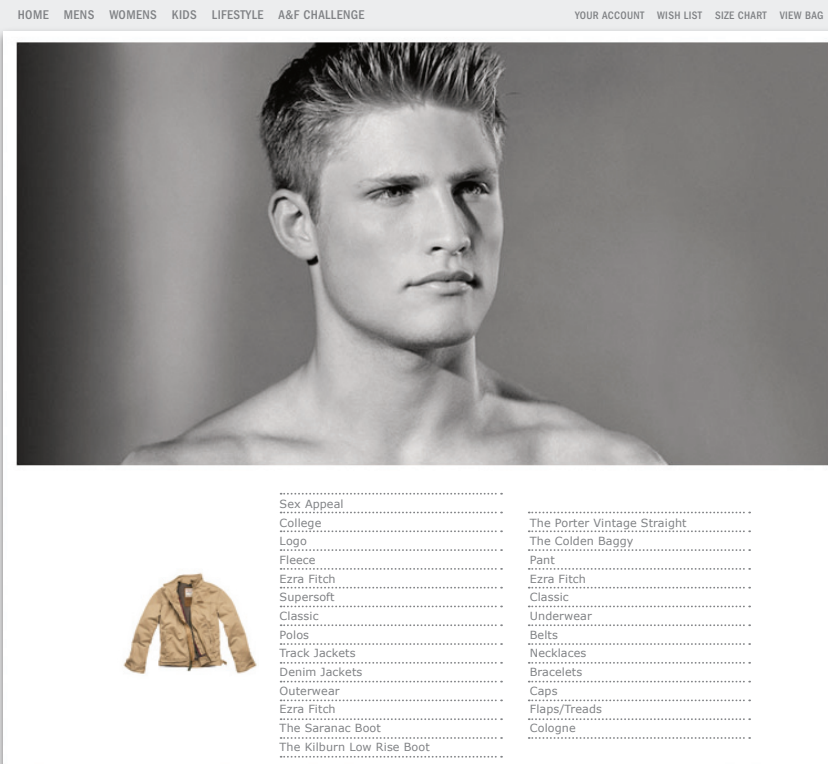 HOME MENS WOMENS KIDS LIFESTYLE A&F CHALLENGE YOUR ACCOUNT WISH LIST SIZE CHART VIEW BAG
Sex Appeal
College
Logo
Fleece
Ezra Fitch
Supersoft
Classic
Polos
Track Jackets
Denim Jackets
Outerwear
Ezra Fitch
The Saranac Boot
The Kilburn Low Rise Boot
The Porter Vintage Straight
The Colden Baggy
Pant
Ezra Fitch
Classic
Underwear
Belts
Necklaces
Bracelets
Caps
Flaps/Treads
Cologne